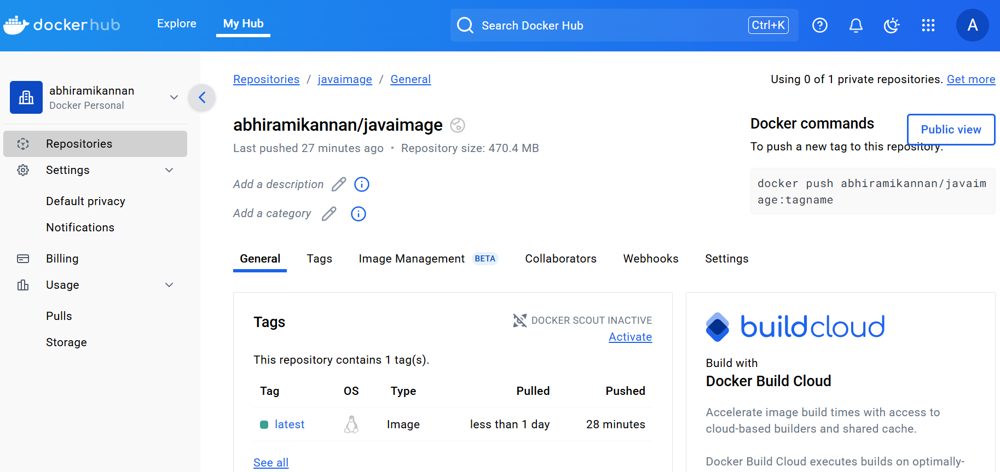 dockerhub
Explore
My Hub
Search Docker Hub
Ctrl+K
A
abhiramikannan
Docker Personal
Repositories
Settings
Default privacy
Notifications
Billing
Usage
Pulls
Storage
Repositories / javaimage / General
Using 0 of 1 private repositories. Get more
abhiramikannan/javaimage
Last pushed 27 minutes ago • Repository size: 470.4 MB
Add a description
Add a category
Docker commands
Public view
To push a new tag to this repository:
docker push abhiramikannan/javaim
age:tagname
General
Tags
Image Management BETA
Collaborators
Webhooks
Settings
Tags
DOCKER SCOUT INACTIVE
Activate
This repository contains 1 tag(s).
Tag OS Type Pulled Pushed
latest Image less than 1 day 28 minutes
See all
buildcloud
Build with
Docker Build Cloud
Accelerate image build times with access to
cloud-based builders and shared cache.
Docker Build Cloud executes builds on optimally-